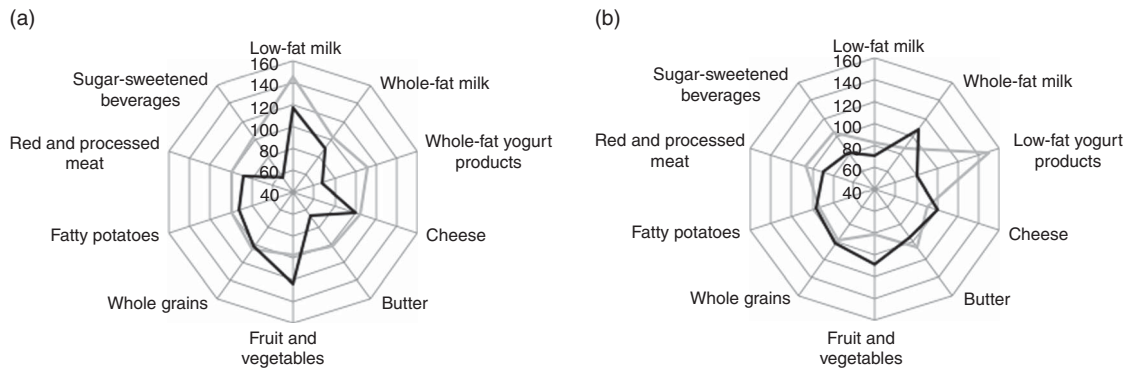 (a)
Low-fat milk
160
140
120
100
80
60
40
Sugar-sweetened
beverages
Whole-fat milk
Red and processed
meat
Whole-fat yogurt
products
Fatty potatoes
Cheese
Whole grains
Butter
Fruit and
vegetables
(b)
Low-fat milk
160
140
120
100
80
60
40
Sugar-sweetened
beverages
Whole-fat milk
Red and processed
meat
Low-fat yogurt
products
Fatty potatoes
Cheese
Whole grains
Butter
Fruit and
vegetables